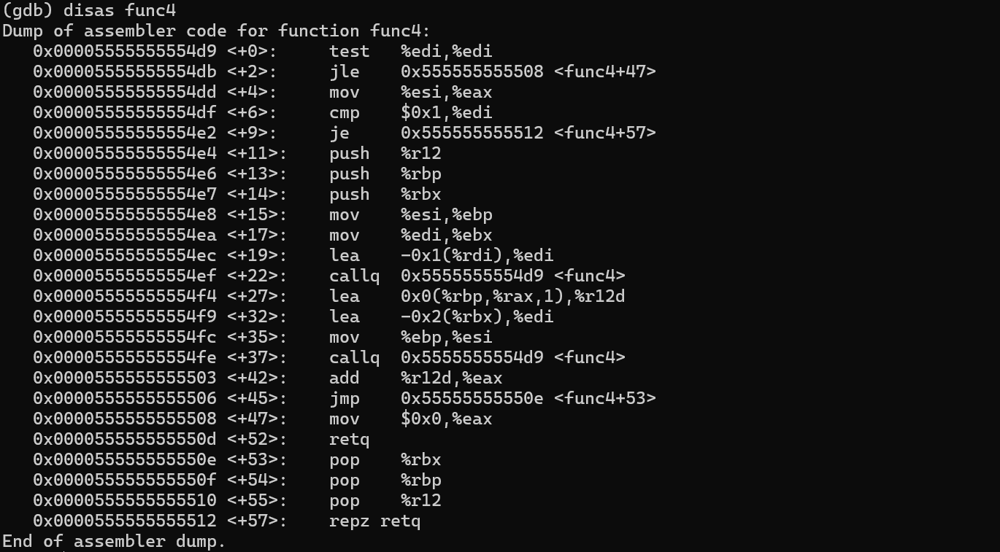 (gdb) disas func4
Dump of assembler code for function func4:
   0x00005555555554d9 <+0>:     test   %edi,%edi
   0x00005555555554db <+2>:     jle    0x555555555508 <func4+47>
   0x00005555555554dd <+4>:     mov    %esi,%eax
   0x00005555555554df <+6>:     cmp    $0x1,%edi
   0x00005555555554e2 <+9>:     je     0x555555555512 <func4+57>
   0x00005555555554e4 <+11>:    push   %r12
   0x00005555555554e6 <+13>:    push   %rbp
   0x00005555555554e7 <+14>:    push   %rbx
   0x00005555555554e8 <+15>:    mov    %esi,%ebp
   0x00005555555554ea <+17>:    mov    %edi,%ebx
   0x00005555555554ec <+19>:    lea    -0x1(%rdi),%edi
   0x00005555555554ef <+22>:    callq  0x5555555554d9 <func4>
   0x00005555555554f4 <+27>:    lea    0x0(%rbp,%rax,1),%r12d
   0x00005555555554f9 <+32>:    lea    -0x2(%rbx),%edi
   0x00005555555554fc <+35>:    mov    %ebp,%esi
   0x00005555555554fe <+37>:    callq  0x5555555554d9 <func4>
   0x0000555555555503 <+42>:    add    %r12d,%eax
   0x0000555555555506 <+45>:    jmp    0x55555555550e <func4+53>
   0x0000555555555508 <+47>:    mov    $0x0,%eax
   0x000055555555550d <+52>:    retq
   0x000055555555550e <+53>:    pop    %rbx
   0x000055555555550f <+54>:    pop    %rbp
   0x0000555555555510 <+55>:    pop    %r12
   0x0000555555555512 <+57>:    repz retq
End of assembler dump.